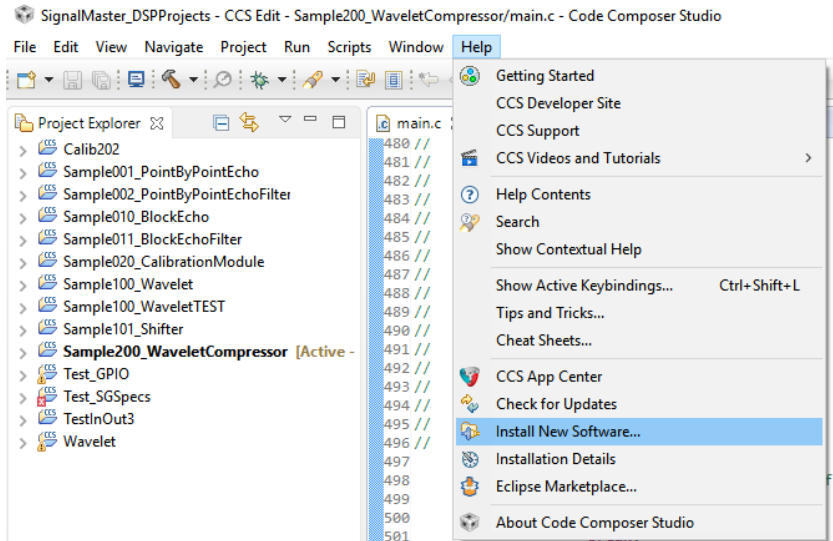 SignalMaster_DSPProjects - CCS Edit - Sample200_WaveletCompressor/main.c - Code Composer Studio
File Edit View Navigate Project Run Scripts Window Help
Project Explorer
Calib202
Sample001_PointByPointEcho
Sample002_PointByPointEchoFilter
Sample010_BlockEcho
Sample011_BlockEchoFilter
Sample020_CalibrationModule
Sample100_Wavelet
Sample100_WaveletTEST
Sample101_Shifter
Sample200_WaveletCompressor [Active -
Test_GPIO
Test_SGSpecs
TestInOut3
Wavelet
main.c
480 //
481 //
482 //
483 //
484 //
485 //
486 //
487 //
488 //
489 //
490 //
491 //
492 //
493 //
494 //
495 //
496 //
497
498
499
500
501
Getting Started
CCS Developer Site
CCS Support
CCS Videos and Tutorials
Help Contents
Search
Show Contextual Help
Show Active Keybindings... Ctrl+Shift+L
Tips and Tricks...
Cheat Sheets...
CCS App Center
Check for Updates
Install New Software...
Installation Details
Eclipse Marketplace...
About Code Composer Studio